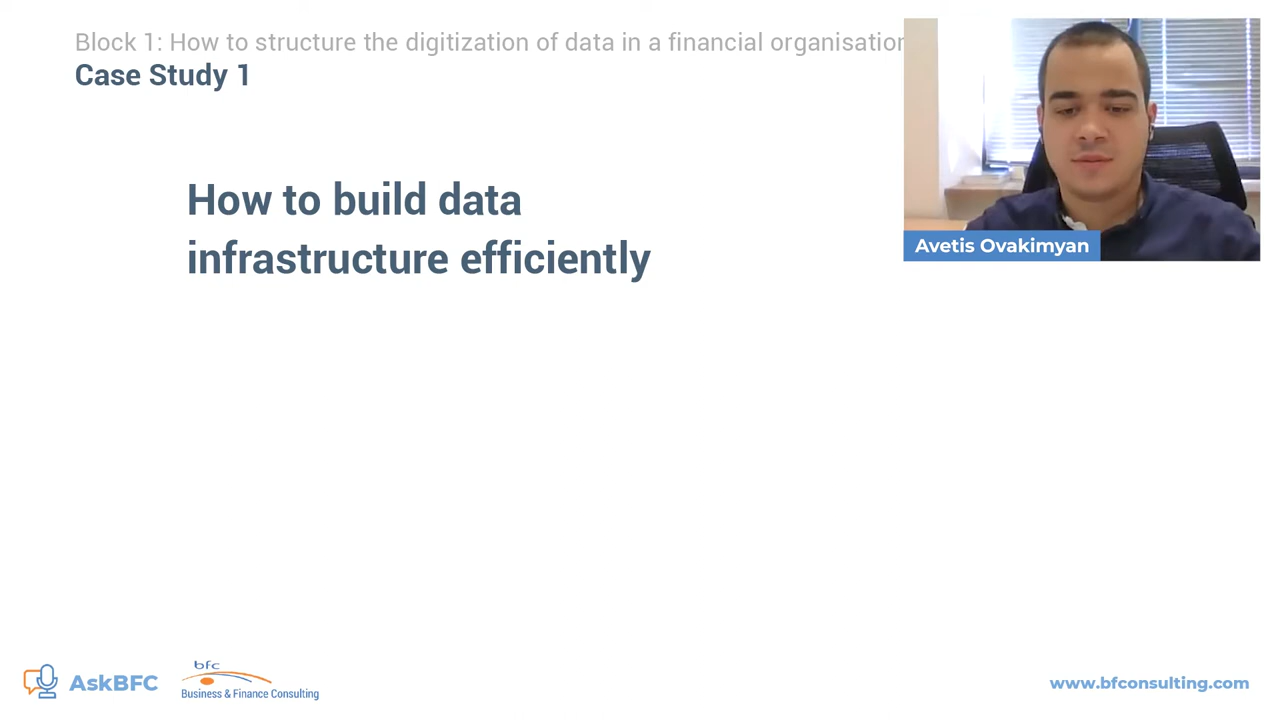 Block 1: How to structure the digitization of data in a financial organisation
Case Study 1
How to build data
infrastructure efficiently
Avetis Ovakimyan
AskBFC
bfc
Business & Finance Consulting
www.bfconsulting.com